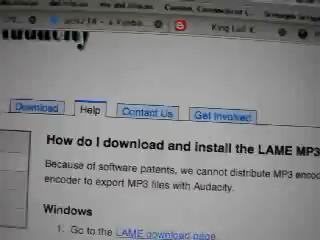 King Lail K
Audacity
Download
Help
Contact Us
Get Involved
How do I download and install the LAME MP3
Because of software patents, we cannot distribute MP3 enco
encoder to export MP3 files with Audacity.
Windows
1. Go to the LAME download page